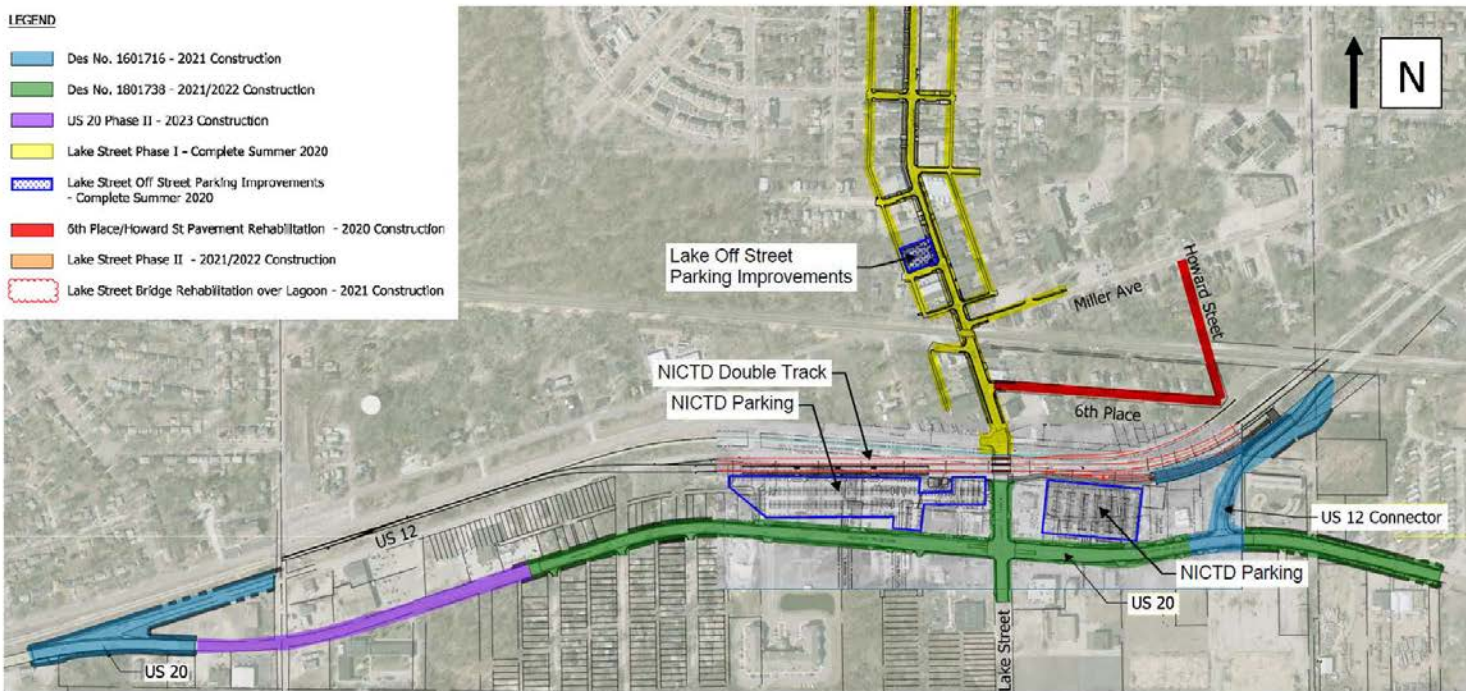 LEGEND
Des No. 1601716 - 2021 Construction
Des No. 1801738 - 2021/2022 Construction
US 20 Phase II - 2023 Construction
Lake Street Phase I - Complete Summer 2020
Lake Street Off Street Parking Improvements
- Complete Summer 2020
6th Place/Howard St Pavement Rehabilitation - 2020 Construction
Lake Street Phase II - 2021/2022 Construction
Lake Street Bridge Rehabilitation over Lagoon - 2021 Construction
N
Lake Off Street
Parking Improvements
Miller Ave
Howard Steet
NICTD Double Track
NICTD Parking
6th Place
US 12
US 12 Connector
NICTD Parking
US 20
Lake Street
US 20